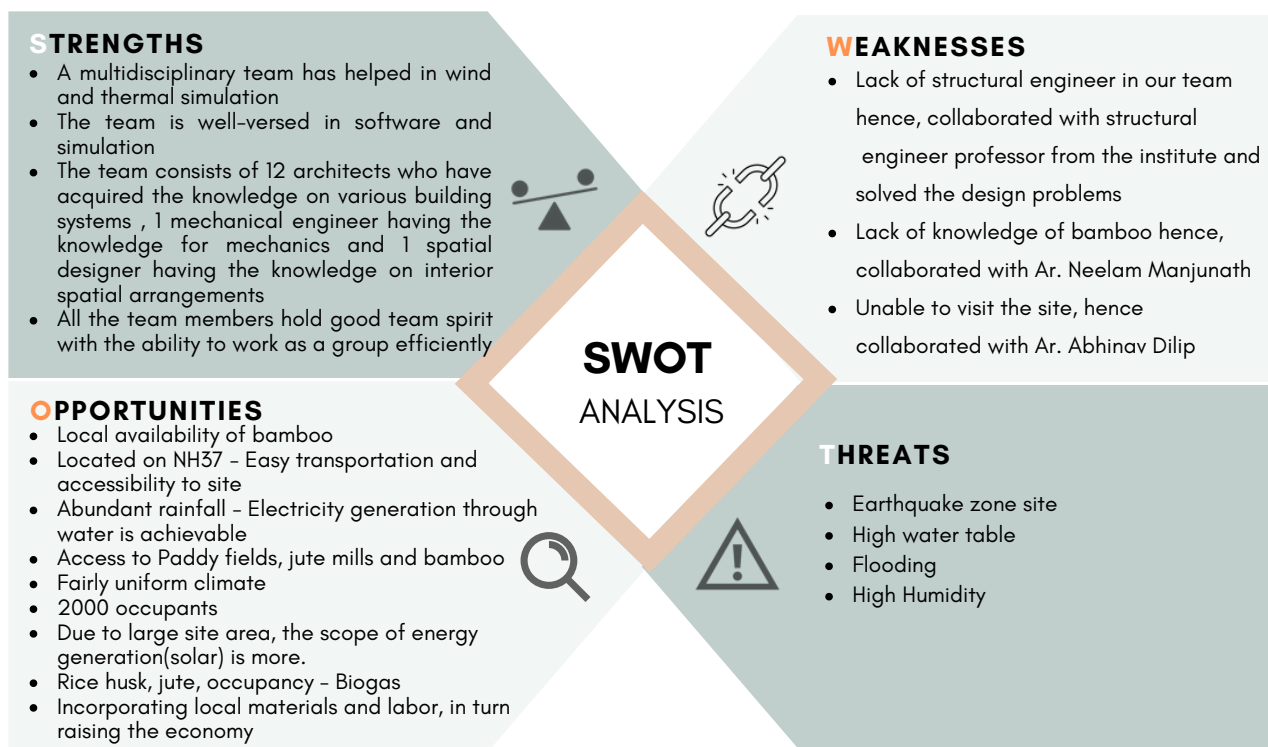 STRENGTHS
• A multidisciplinary team has helped in wind
and thermal simulation
• The team is well-versed in software and
simulation
• The team consists of 12 architects who have
acquired the knowledge on various building
systems , 1 mechanical engineer having the
knowledge for mechanics and 1 spatial
designer having the knowledge on interior
spatial arrangements
• All the team members hold good team spirit
with the ability to work as a group efficiently
WEAKNESSES
• Lack of structural engineer in our team
hence, collaborated with structural
engineer professor from the institute and
solved the design problems
• Lack of knowledge of bamboo hence,
collaborated with Ar. Neelam Manjunath
• Unable to visit the site, hence
collaborated with Ar. Abhinav Dilip
SWOT
ANALYSIS
OPPORTUNITIES
• Local availability of bamboo
• Located on NH37 - Easy transportation and
accessibility to site
• Abundant rainfall - Electricity generation through
water is achievable
• Access to Paddy fields, jute mills and bamboo
• Fairly uniform climate
• 2000 occupants
• Due to large site area, the scope of energy
generation(solar) is more.
• Rice husk, jute, occupancy - Biogas
• Incorporating local materials and labor, in turn
raising the economy
THREATS
• Earthquake zone site
• High water table
• Flooding
• High Humidity